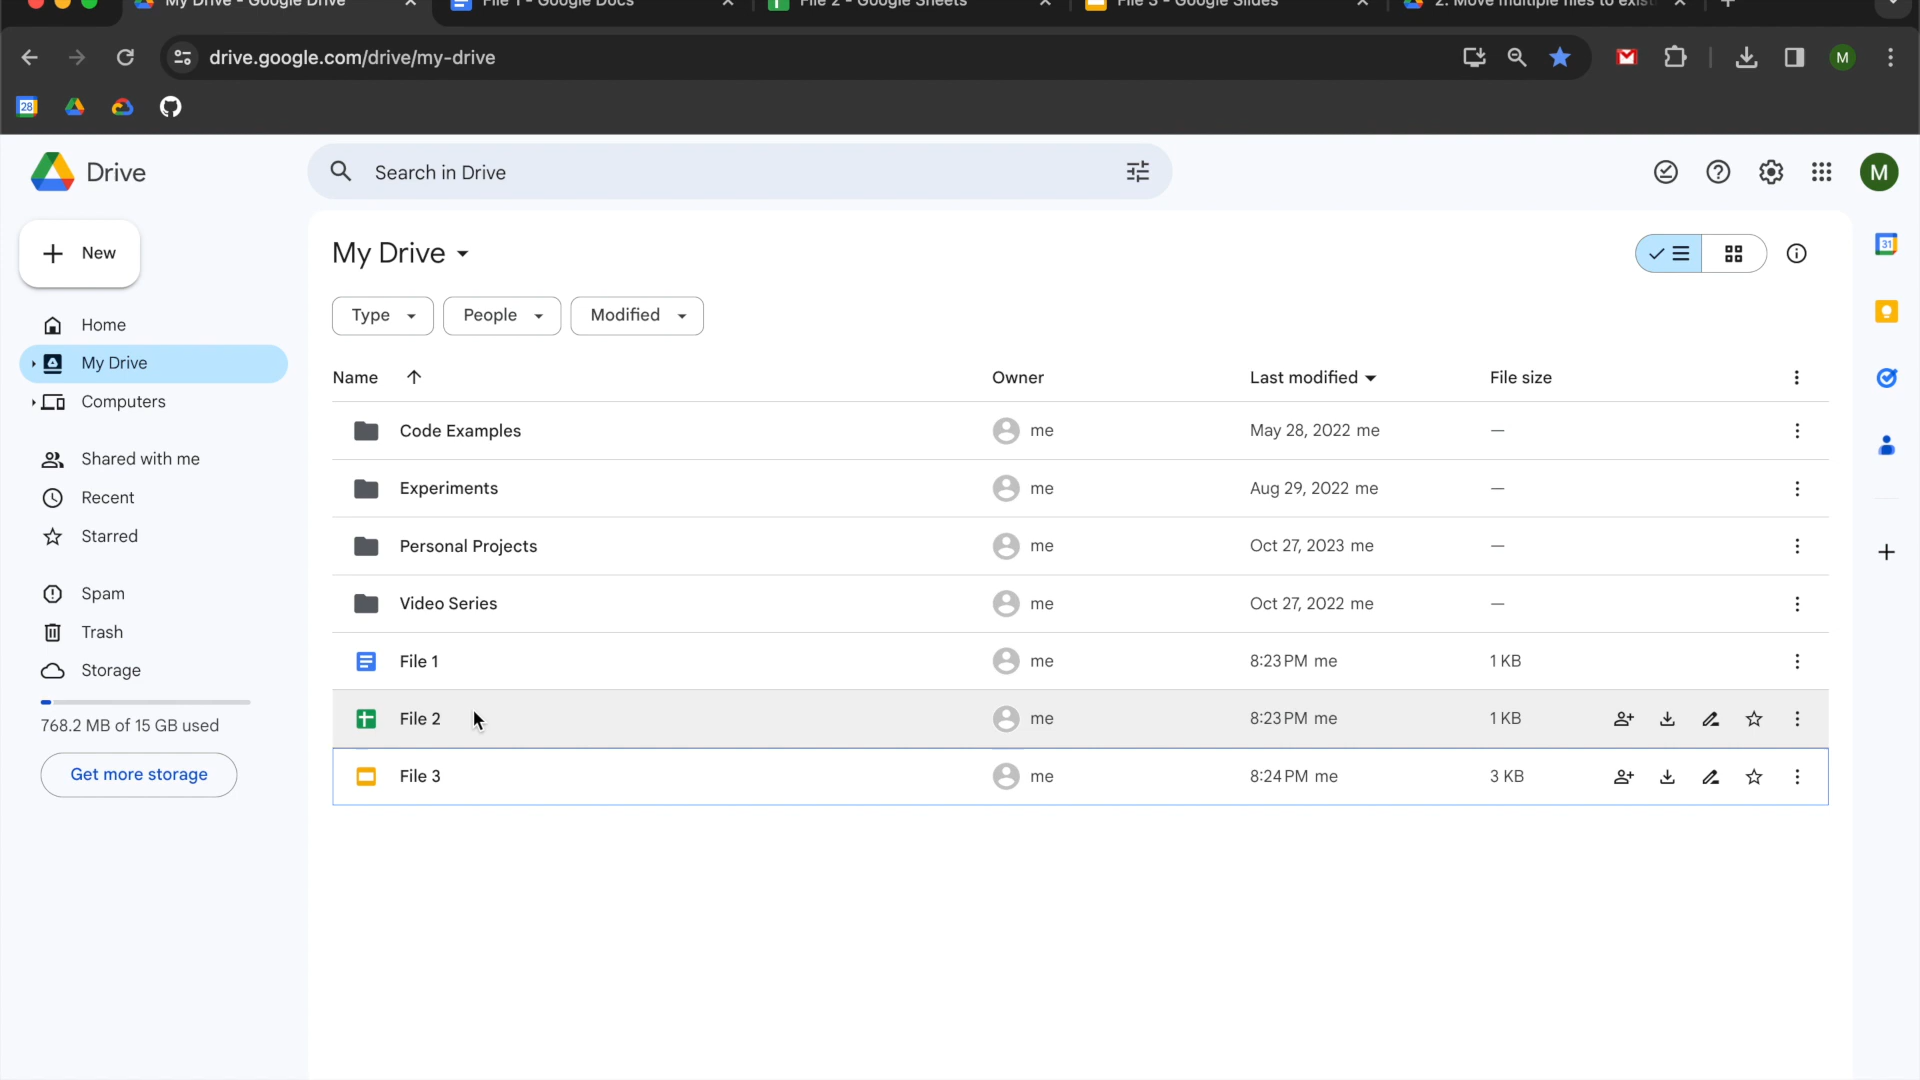 My Drive - Google Drive
File 1 - Google Docs
File 2 - Google Sheets
File 3 - Google Slides
2. Move multiple files to exist
drive.google.com/drive/my-drive
M
28
Drive
Search in Drive
M
New
My Drive
31
Type
People
Modified
Home
My Drive
Computers
Name
Owner
Last modified
File size
Code Examples
me
May 28, 2022 me
—
Shared with me
Recent
Starred
Experiments
me
Aug 29, 2022 me
—
Personal Projects
me
Oct 27, 2023 me
—
Spam
Trash
Storage
Video Series
me
Oct 27, 2022 me
—
File 1
me
8:23 PM me
1 KB
768.2 MB of 15 GB used
File 2
me
8:23 PM me
1 KB
Get more storage
File 3
me
8:24 PM me
3 KB